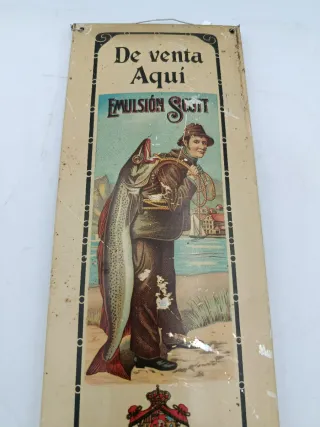 De venta
Aquí
EMULSIÓN SCOTT